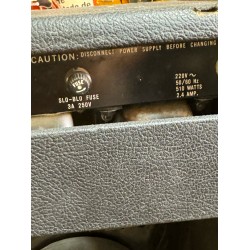 CAUTION: DISCONNECT POWER SUPPLY BEFORE CHANGING
SLO-BLO FUSE
3A 250V
220V ~
50/60 Hz
510 WATTS
2.4 AMP.